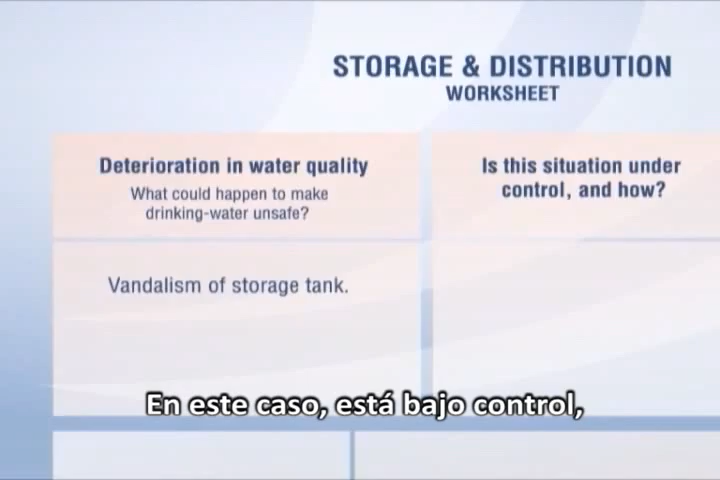 STORAGE & DISTRIBUTION
WORKSHEET
Deterioration in water quality
What could happen to make
drinking-water unsafe?
Is this situation under
control, and how?
Vandalism of storage tank.
En este caso, está bajo control,